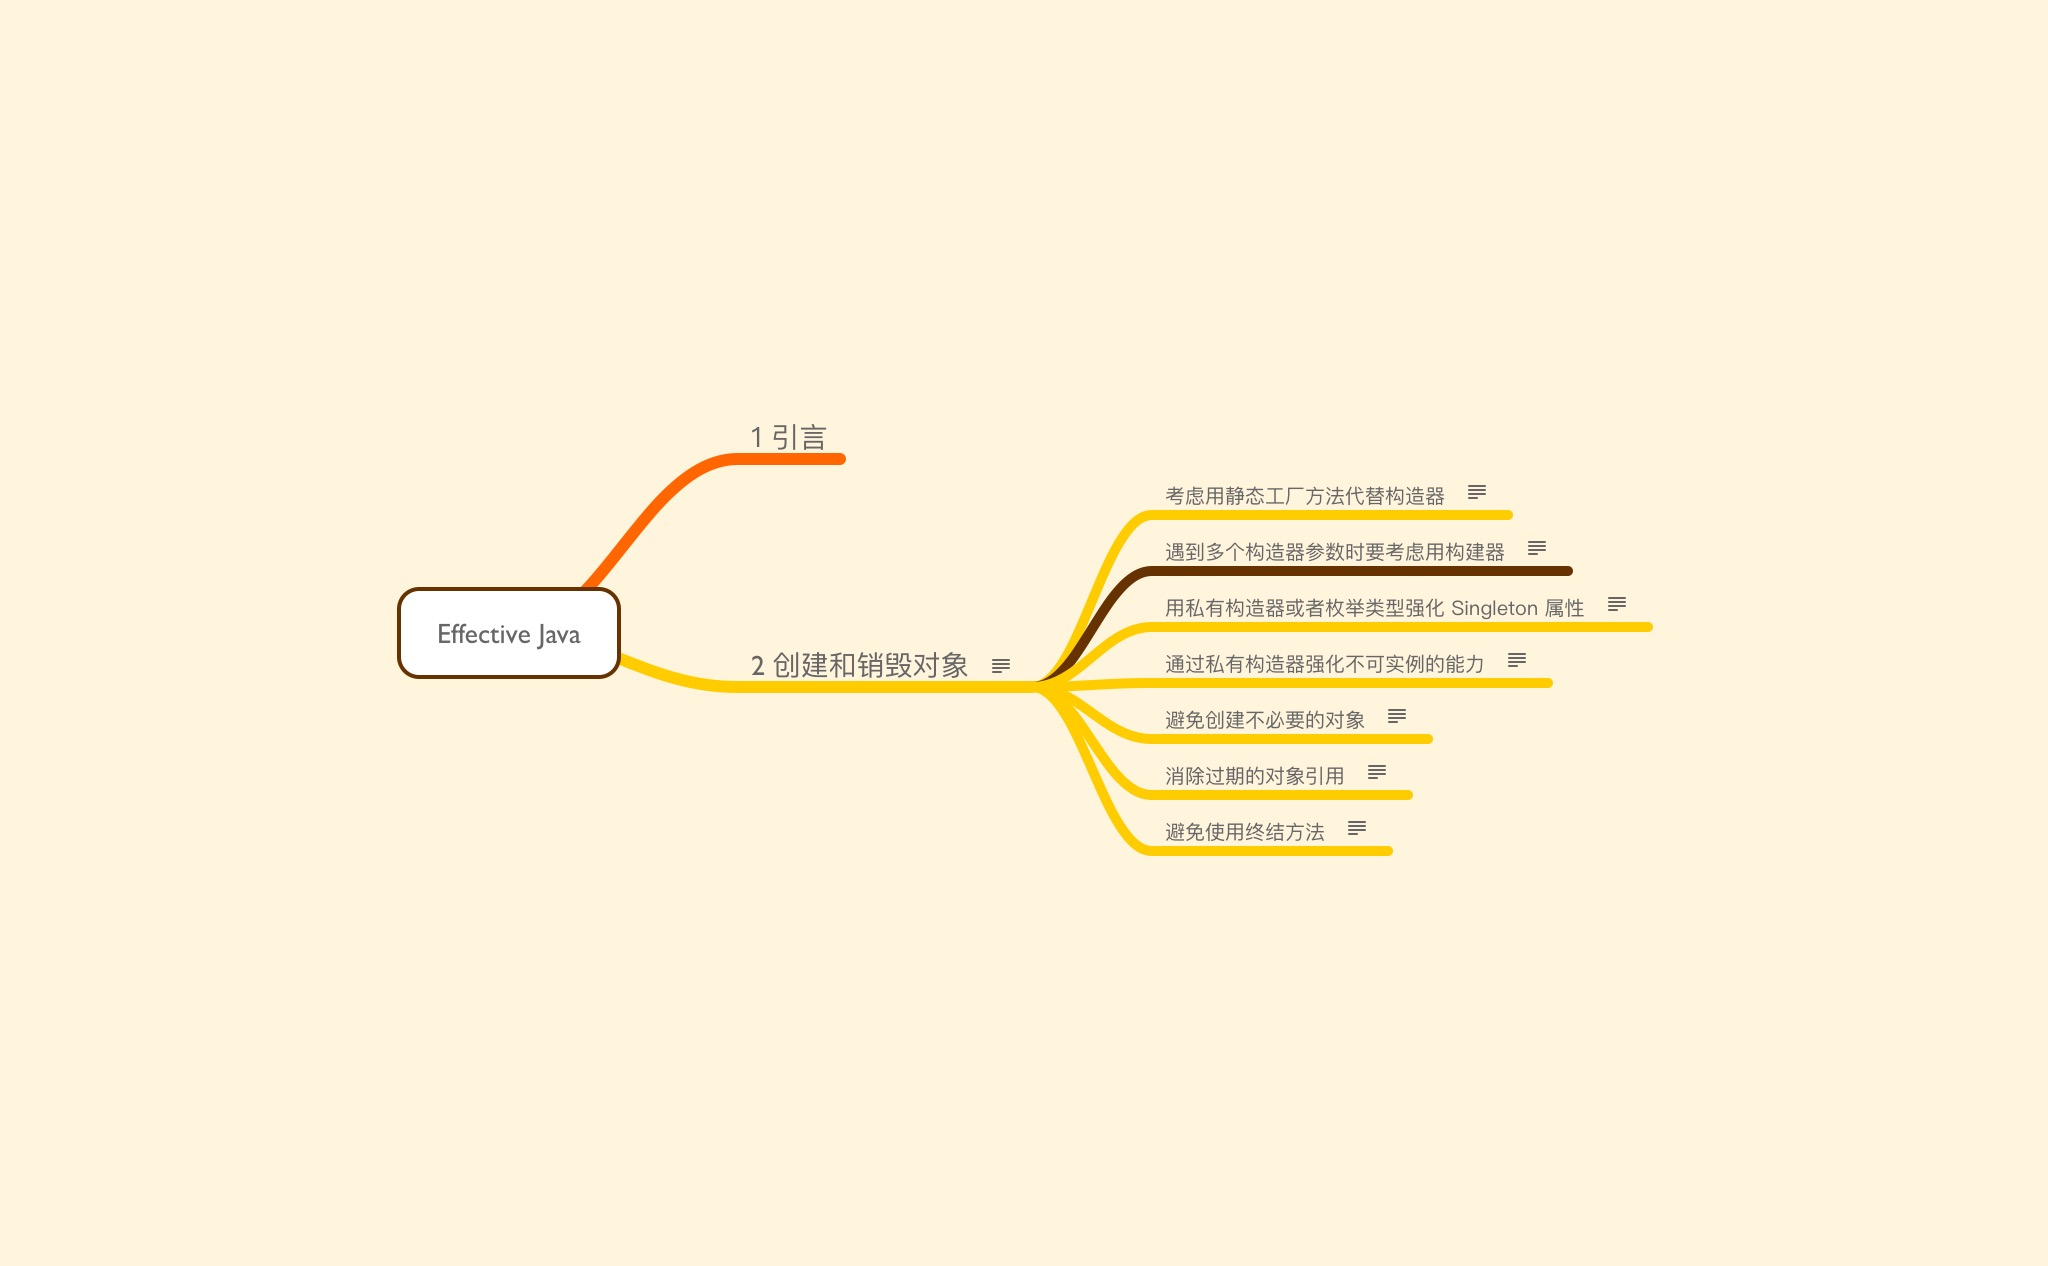 Effective Java
1 引言
2 创建和销毁对象
考虑用静态工厂方法代替构造器
遇到多个构造器参数时要考虑用构建器
用私有构造器或者枚举类型强化 Singleton 属性
通过私有构造器强化不可实例的能力
避免创建不必要的对象
消除过期的对象引用
避免使用终结方法